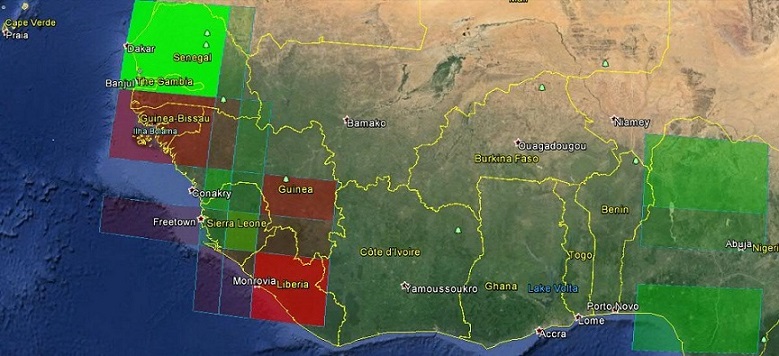 Cape Verde
Praia
Dakar
Senegal
Banjul
The Gambia
Guinea-Bissau
Ilha Bolama
Bamako
Niamey
Ouagadougou
Burkina Faso
Conakry
Guinea
Benin
Freetown
Sierra Leone
Abuja
Nigeri
Côte d'Ivoire
Togo
Monrovia
Liberia
Yamoussoukro
Ghana
Lake Volta
Porto-Novo
Lome
Accra